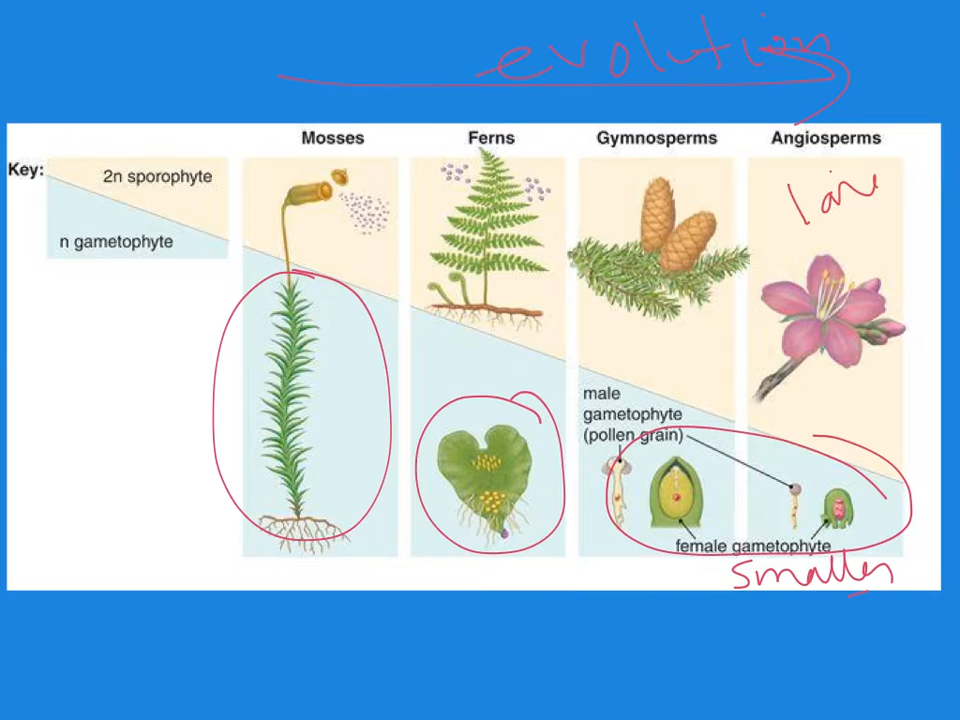 evolution
Mosses Ferns Gymnosperms Angiosperms
Key:
2n sporophyte
n gametophyte
male
gametophyte
(pollen grain)
female gametophyte
smaller